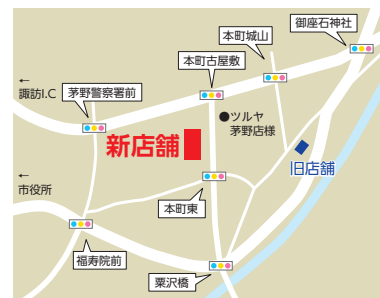 御座石神社
本町城山
本町古屋敷
←
諏訪I.C
茅野警察署前
●ツルヤ
茅野店様
新店舗
旧店舗
←
市役所
本町東
福寿院前
粟沢橋